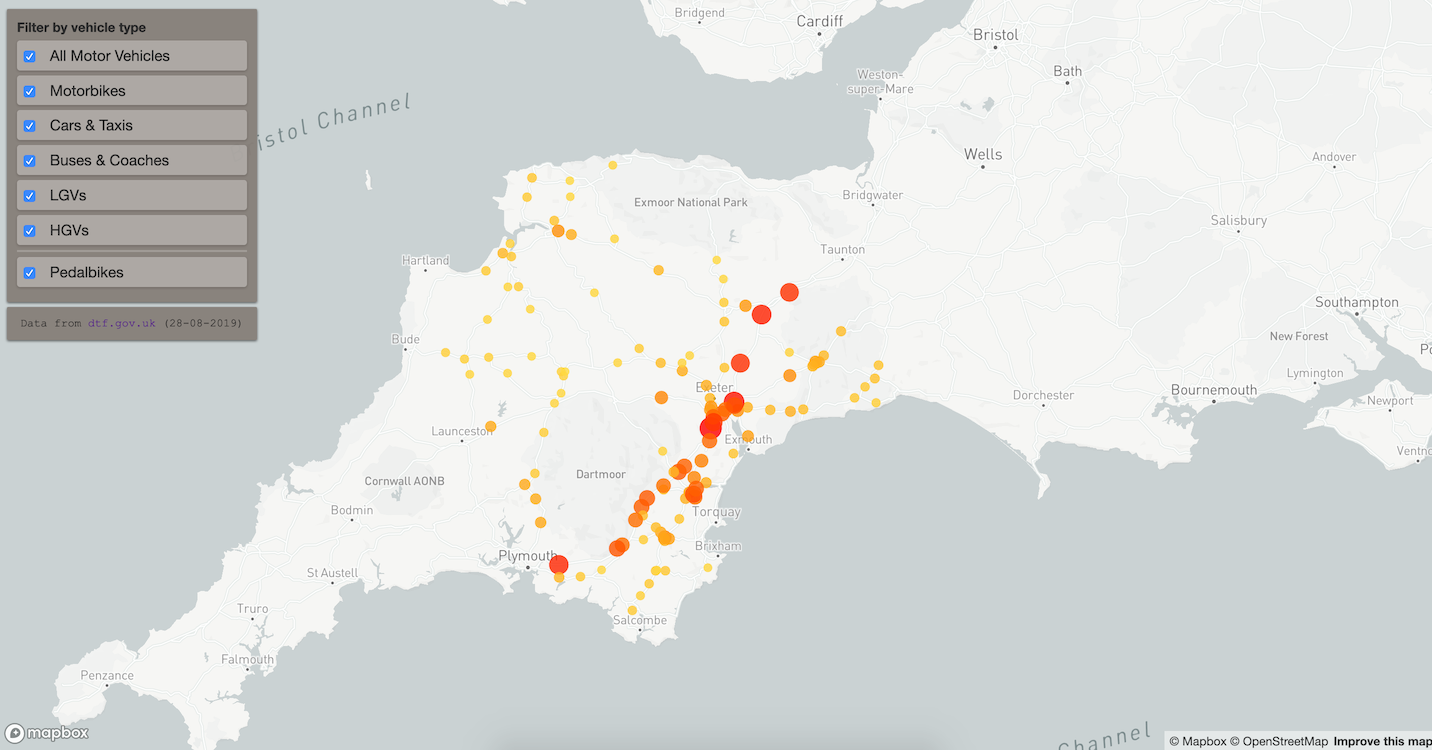 Filter by vehicle type
All Motor Vehicles
Motorbikes
Cars & Taxis
Buses & Coaches
LGVs
HGVs
Pedalbikes
Data from dtf.gov.uk (28-08-2019)
Bridgend
Cardiff
Bristol
Bath
Weston-
super-Mare
istol Channel
Wells
Andover
Exmoor National Park
Bridgwater
Salisbury
Taunton
Hartland
Southampton
New Forest
Bude
Lymington
Exeter
Bournemouth
Dorchester
Newport
Launceston
Exmouth
Dartmoor
Cornwall AONB
Bodmin
Torquay
Brixham
Plymouth
St Austell
Truro
Salcombe
Falmouth
Penzance
Channel
mapbox
© Mapbox © OpenStreetMap Improve this map